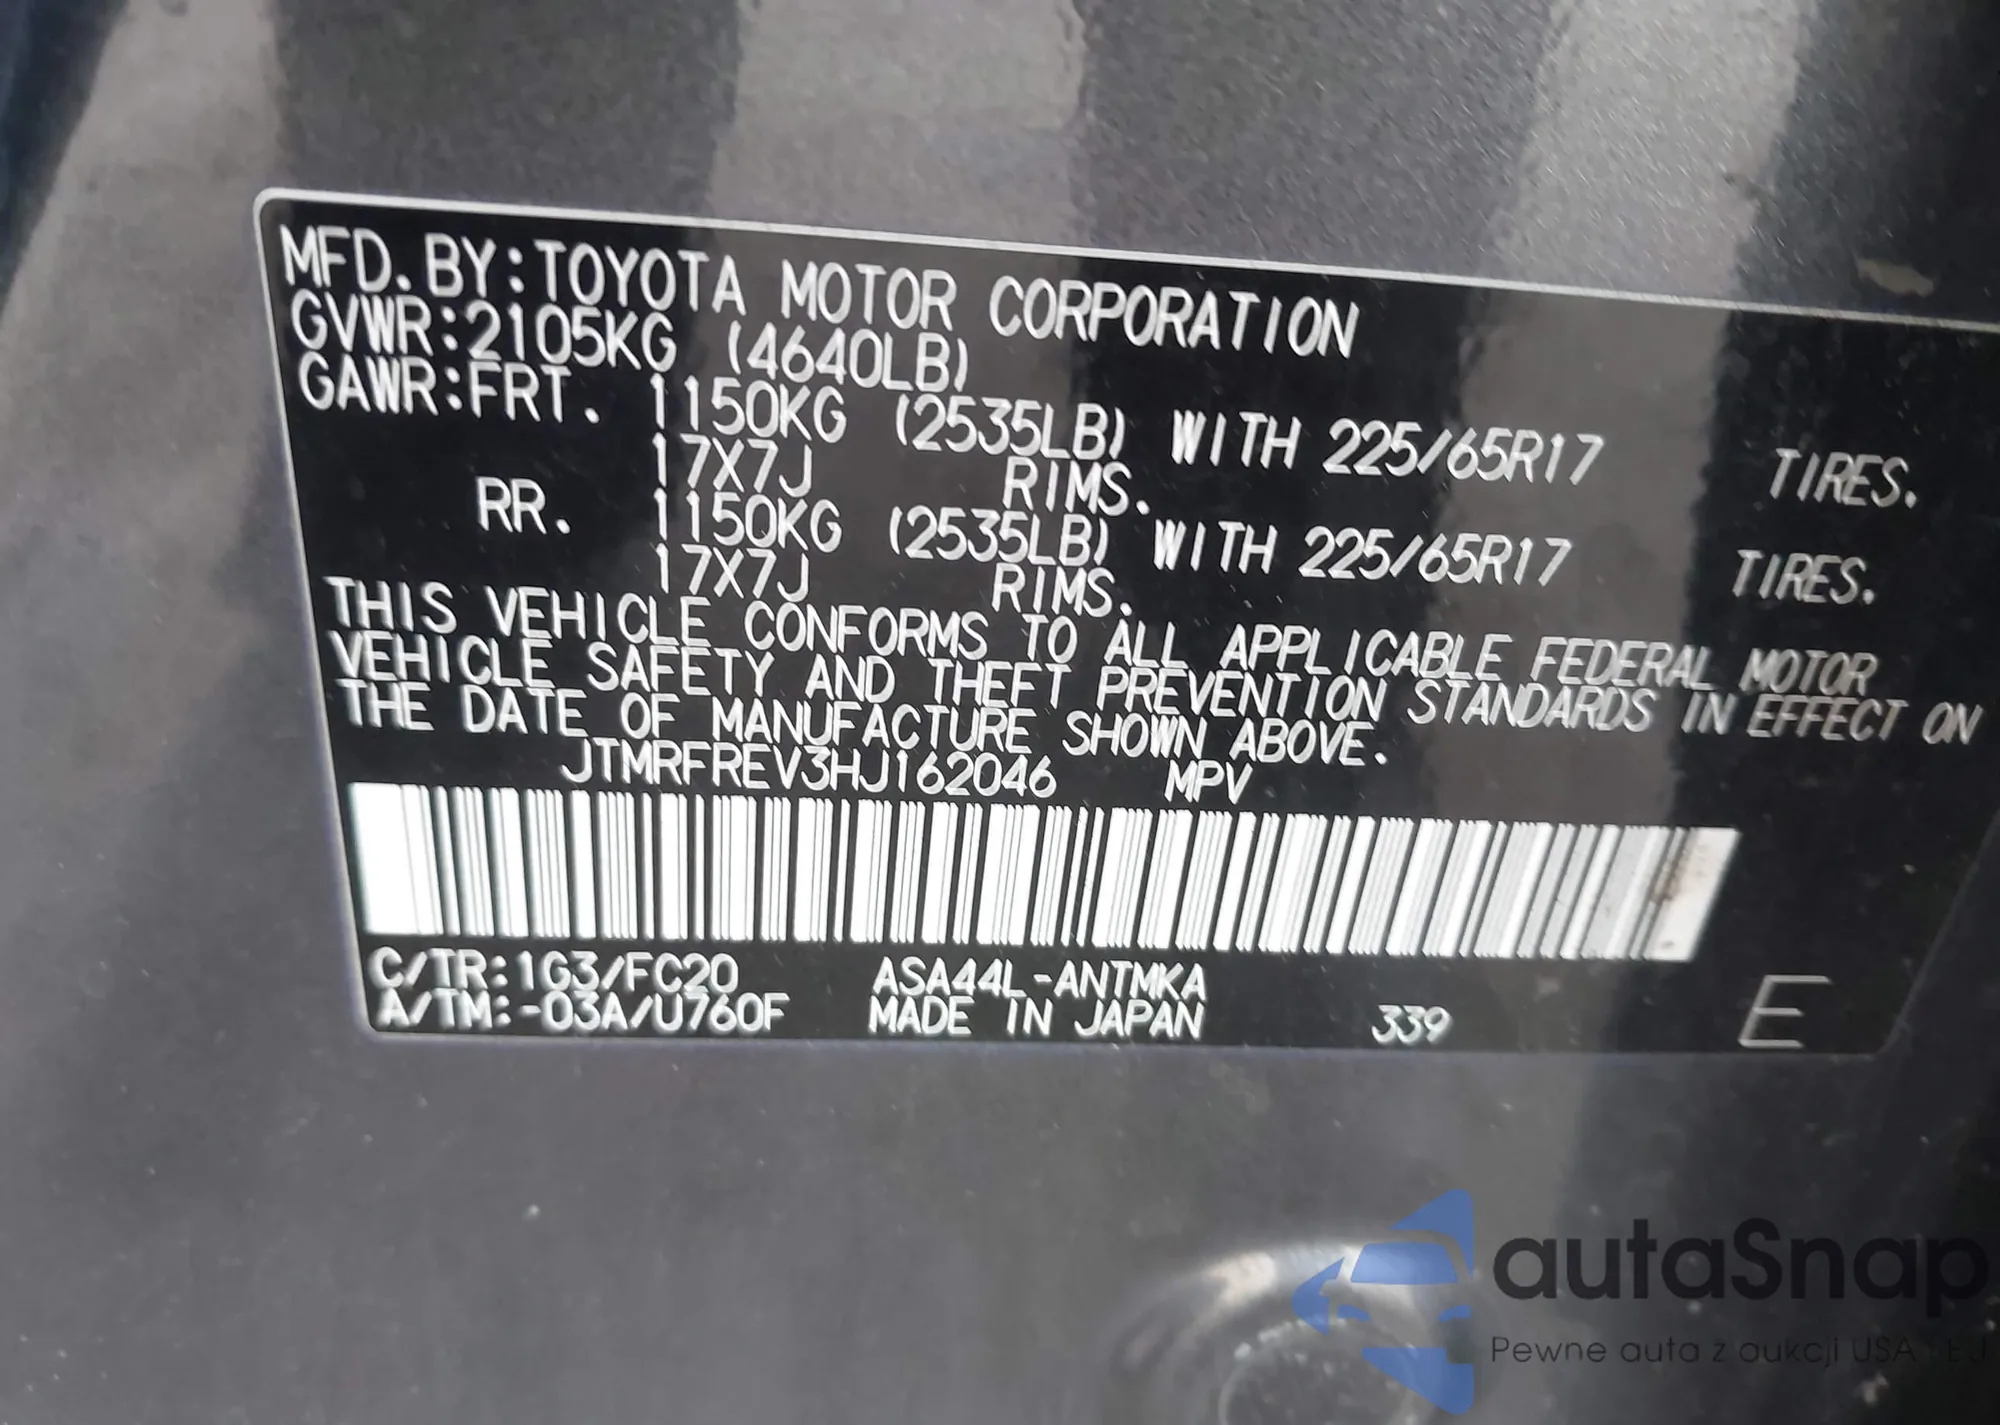 MFD. BY:TOYOTA MOTOR CORPORATION
GVWR:2105KG (4640LB)
GAWR:FRT. 1150KG (2535LB) WITH 225/65R17 TIRES.
17X7J RIMS.
RR. 1150KG (2535LB) WITH 225/65R17 TIRES.
17X7J RIMS.
THIS VEHICLE CONFORMS TO ALL APPLICABLE FEDERAL MOTOR
VEHICLE SAFETY AND THEFT PREVENTION STANDARDS IN EFFECT ON
THE DATE OF MANUFACTURE SHOWN ABOVE.
JTMRFREV3HJ162046 MPV
C/TR:1G3/FC20 ASA44L-ANTMKA
A/TM:-03A/U760F MADE IN JAPAN 339 E
autaSnap
Pewne auta z aukcji USA